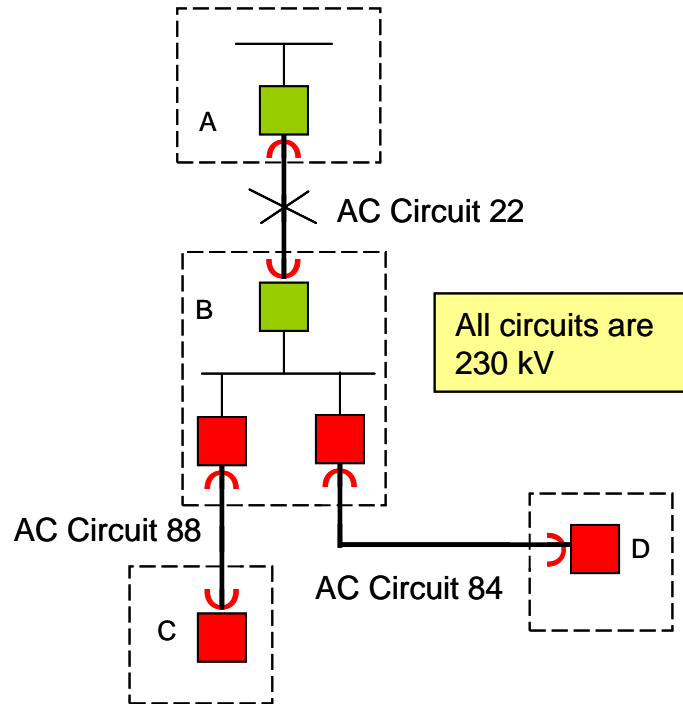 A
AC Circuit 22
B
All circuits are
230 kV
AC Circuit 88
D
AC Circuit 84
C